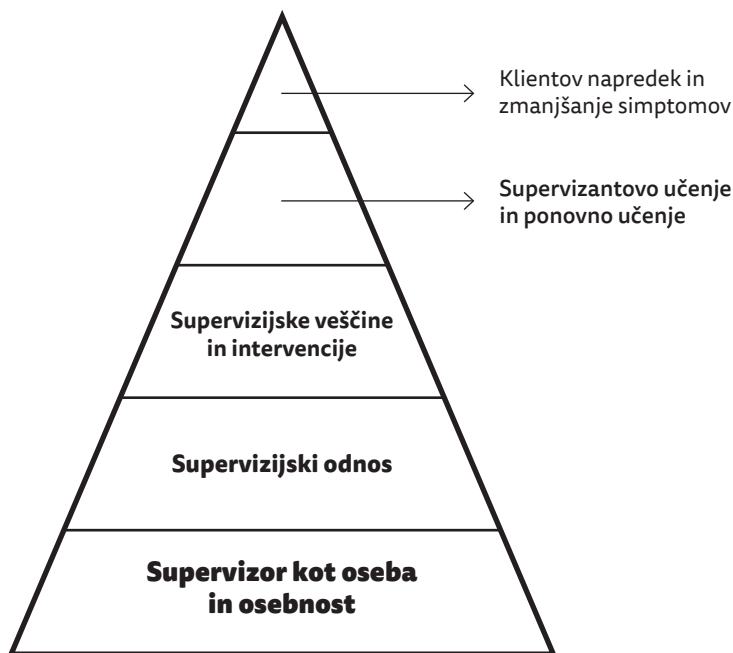 Klientov napredek in
zmanjšanje simptomov
Supervizantovo učenje
in ponovno učenje
Supervizijske veščine
in intervencije
Supervizijski odnos
Supervizor kot oseba
in osebnost